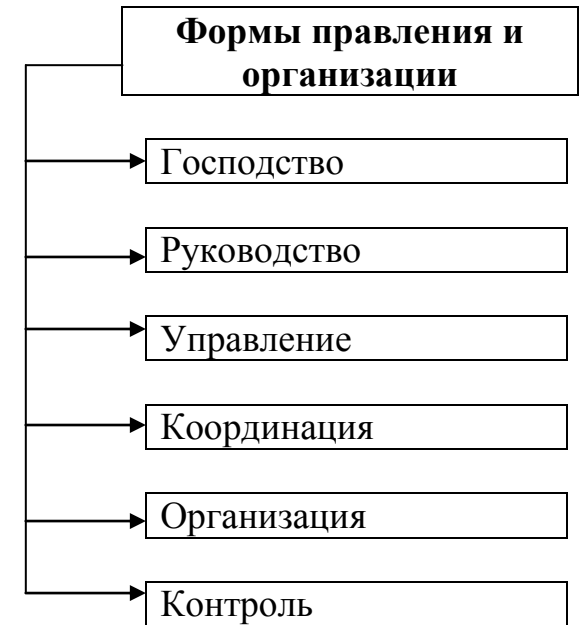 Формы правления и
организации
Господство
Руководство
Управление
Координация
Организация
Контроль